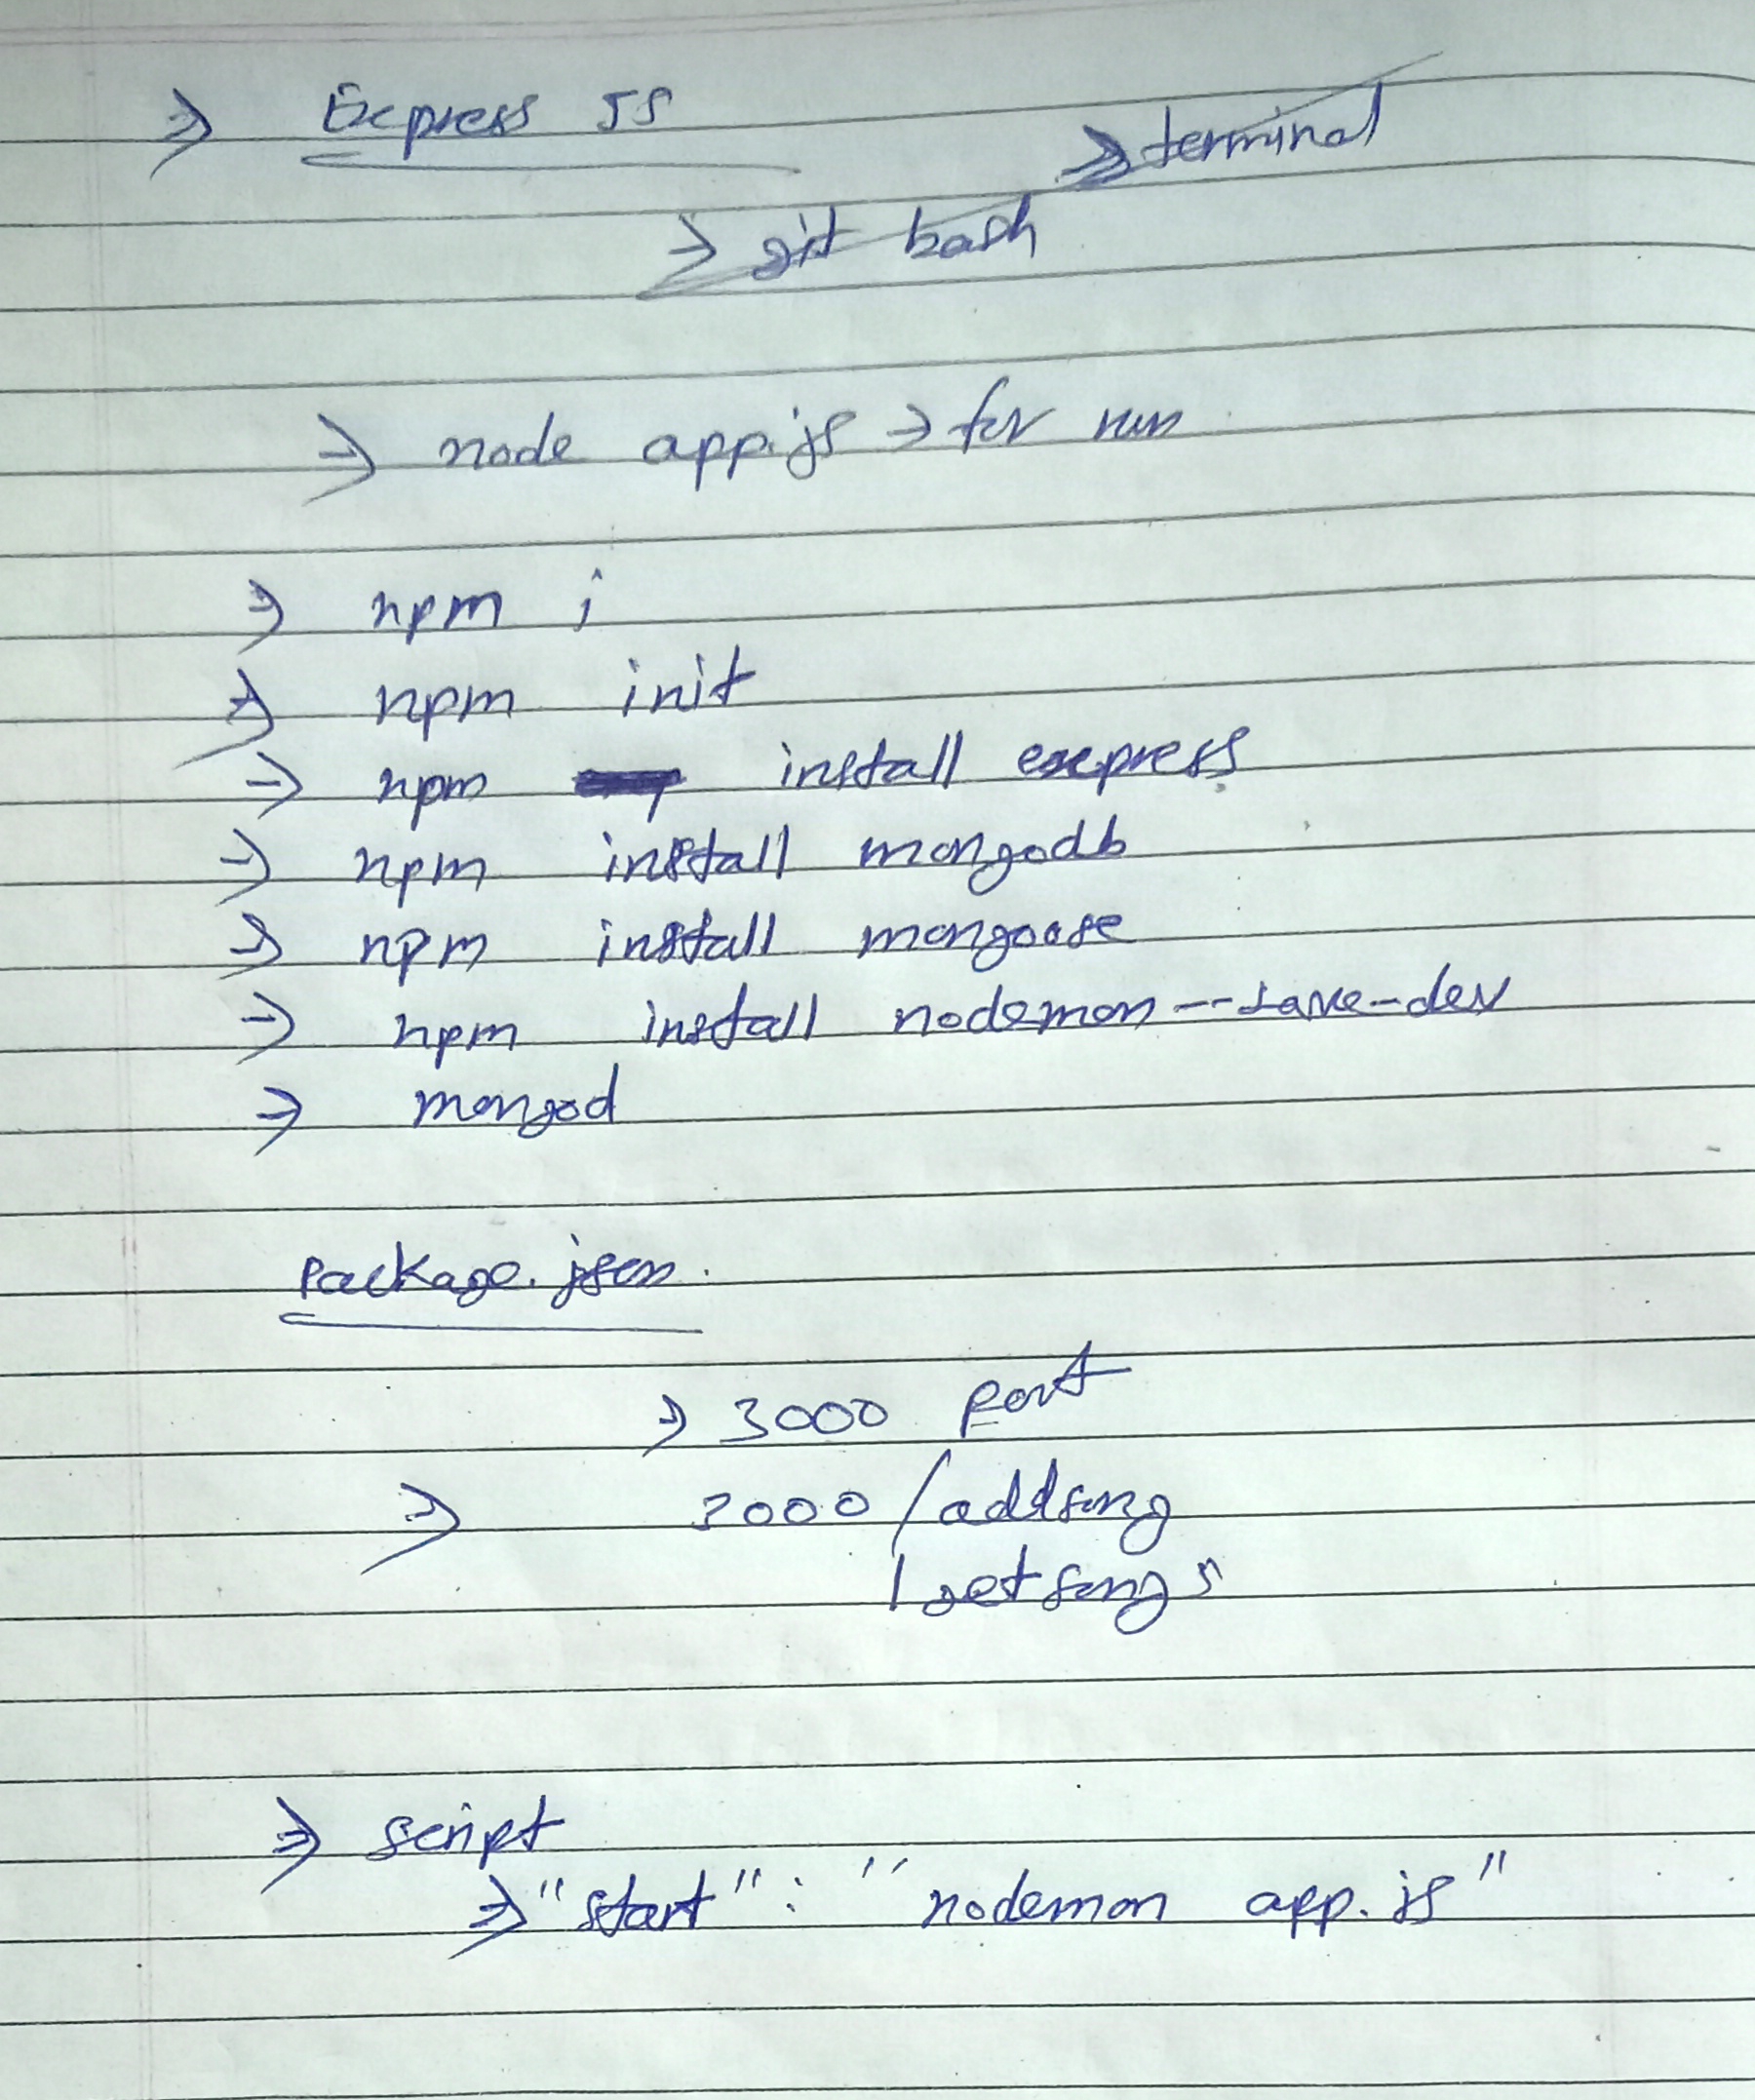 ⇒ Express JS
⇒ terminal
⇒ git bash
⇒ node app.js → for run
⇒ npm i
⇒ npm init
⇒ npm install express
⇒ npm install mongodb
⇒ npm install mongoose
⇒ npm install nodemon --save-dev
⇒ mongod
package.json.
⇒ 3000 port
⇒ 3000 /addsong
/getsongs
⇒ script
⇒ "start" : "nodemon app.js"